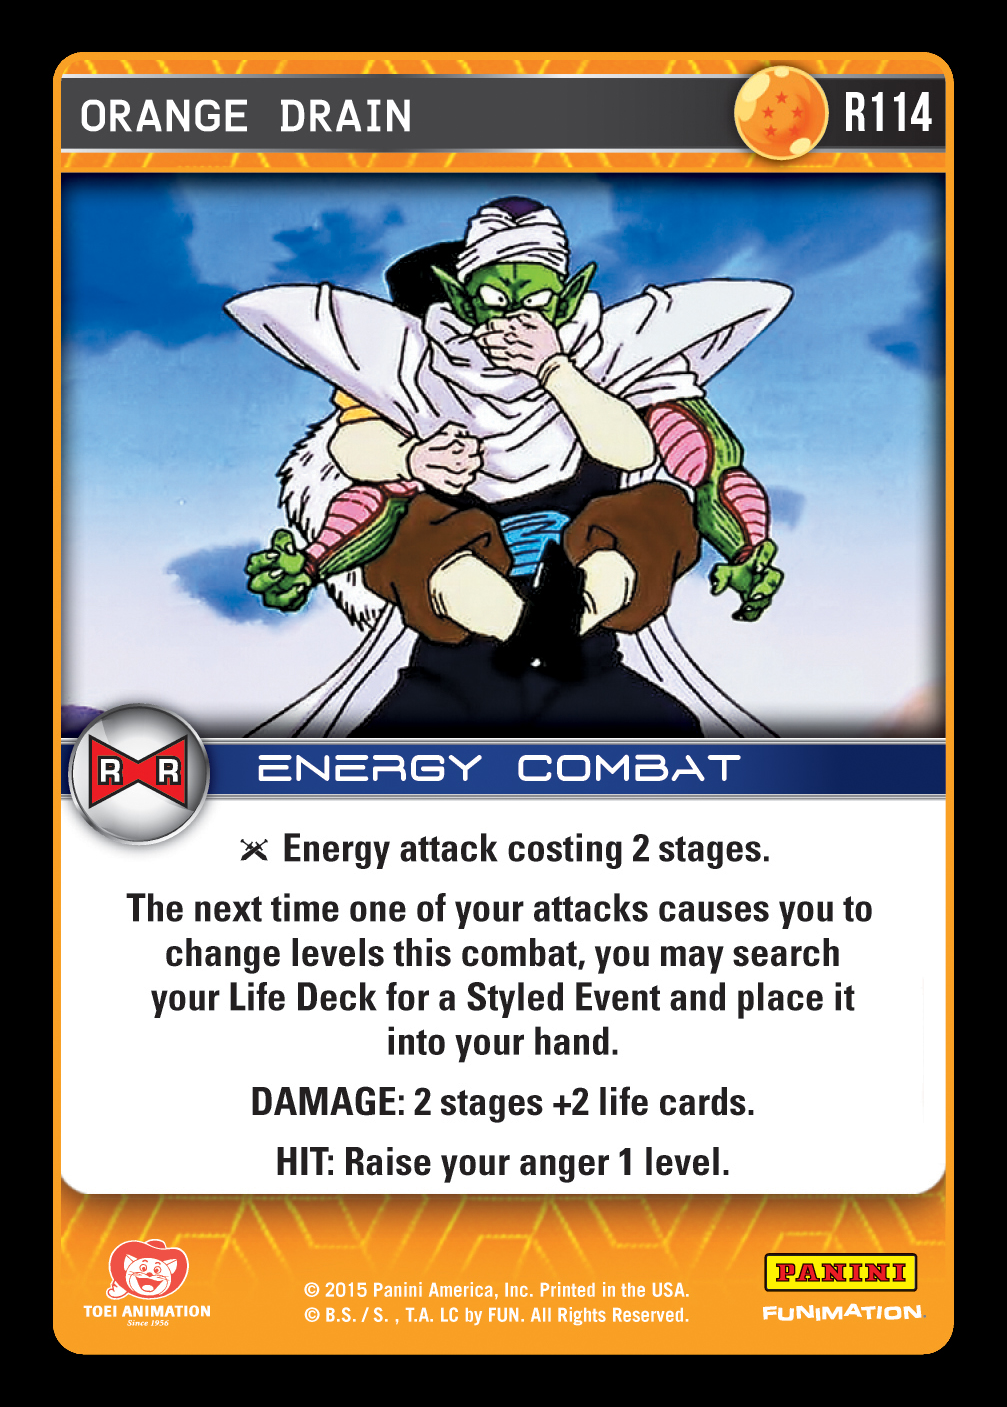 ORANGE DRAIN
R114
R R
ENERGY COMBAT
Energy attack costing 2 stages.
The next time one of your attacks causes you to
change levels this combat, you may search
your Life Deck for a Styled Event and place it
into your hand.
DAMAGE: 2 stages +2 life cards.
HIT: Raise your anger 1 level.
TOEI ANIMATION
Since 1956
© 2015 Panini America, Inc. Printed in the USA.
© B.S. / S. , T.A. LC by FUN. All Rights Reserved.
PANINI
FUNIMATION